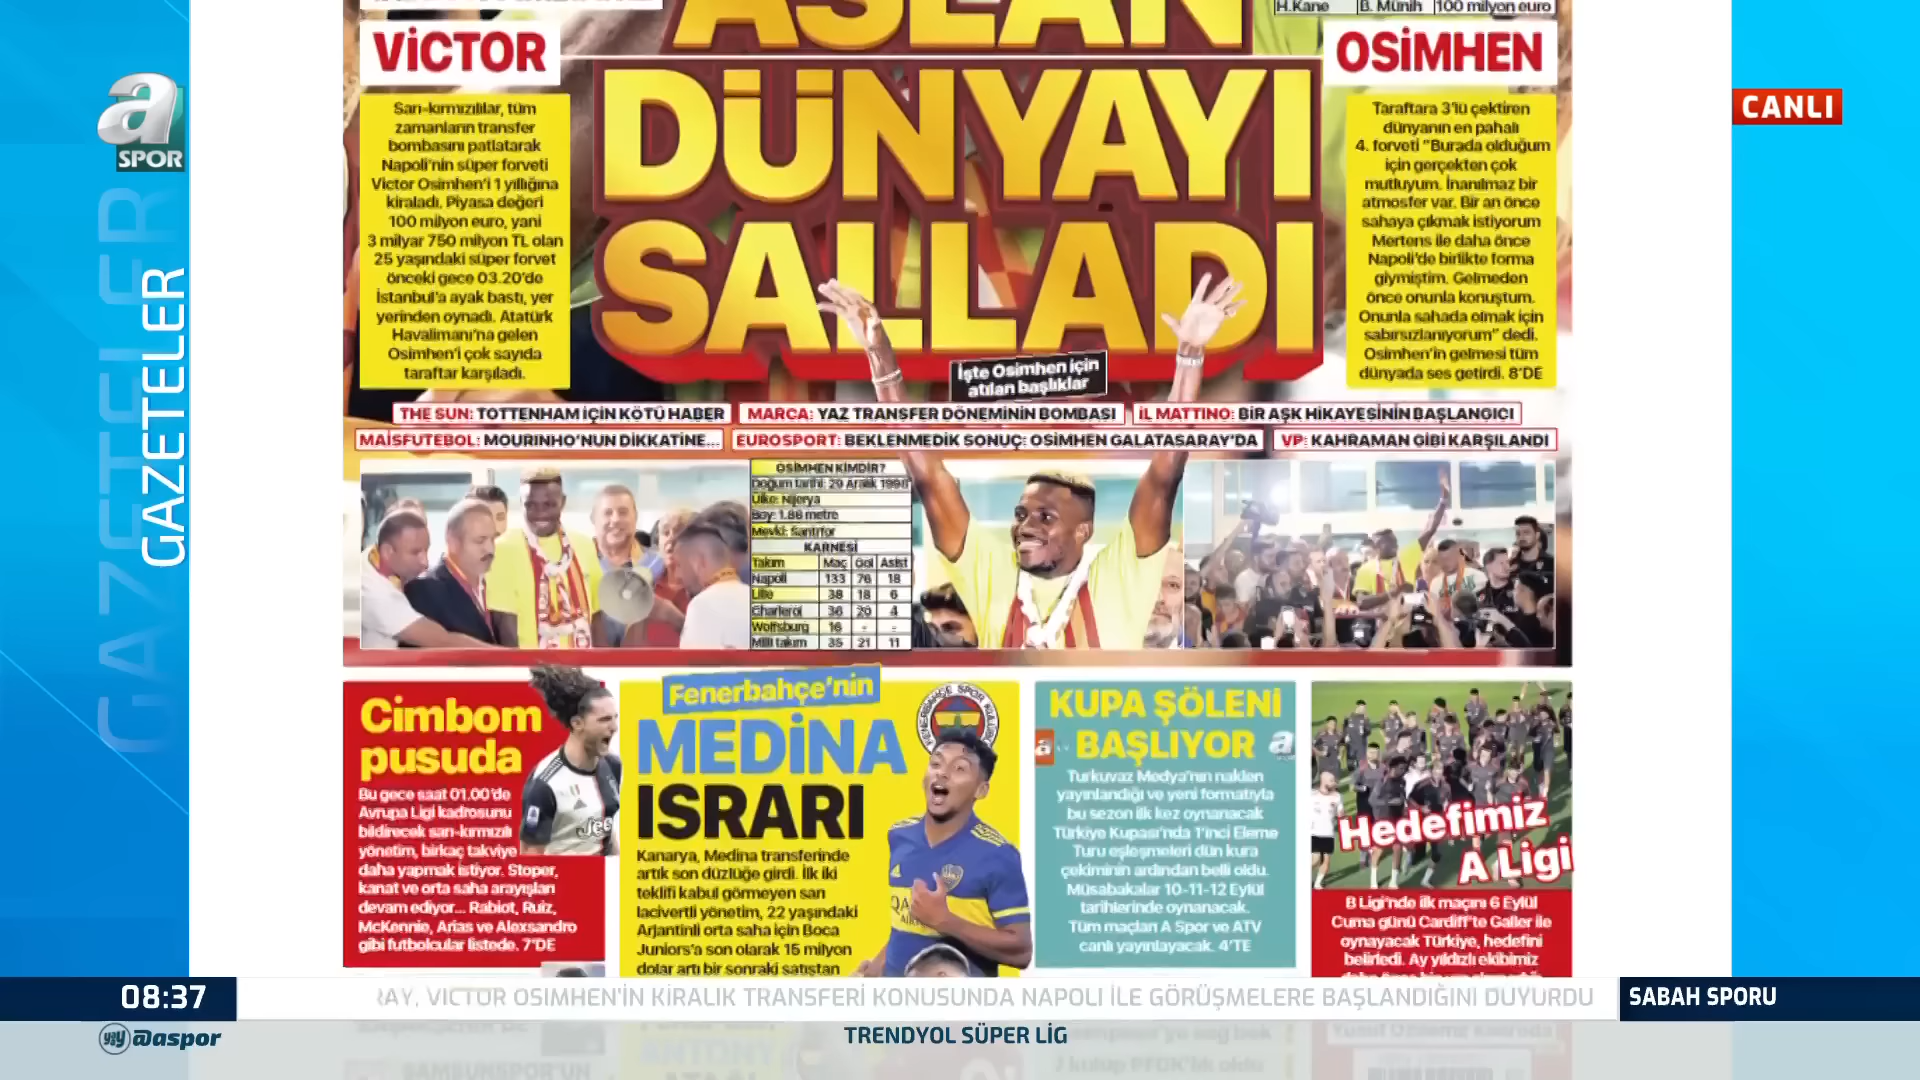 ASLAN
H.Kane B. Münih 100 milyon euro
VİCTOR
OSİMHEN
DÜNYAYI
SALLADI
Sarı-kırmızılılar, tüm
zamanların transfer
bombasını patlatarak
Napoli'nin süper forveti
Victor Osimhen'i 1 yıllığına
kiraladı. Piyasa değeri
100 milyon euro, yani
3 milyar 750 milyon TL olan
25 yaşındaki süper forvet
önceki gece 03.20'de
İstanbul'a ayak bastı, yer
yerinden oynadı. Atatürk
Havalimanı'na gelen
Osimhen'i çok sayıda
taraftar karşıladı.
Taraftara 3'lü çektiren
dünyanın en pahalı
4. forveti "Burada olduğum
için gerçekten çok
mutluyum. İnanılmaz bir
atmosfer var. Bir an önce
sahaya çıkmak istiyorum
Mertens ile daha önce
Napoli'de birlikte forma
giymiştim. Gelmeden
önce onunla konuştum.
Onunla sahada olmak için
sabırsızlanıyorum" dedi.
Osimhen'in gelmesi tüm
dünyada ses getirdi. 8'DE
İşte Osimhen için
atılan başlıklar
THE SUN: TOTTENHAM İÇİN KÖTÜ HABER
MARCA: YAZ TRANSFER DÖNEMİNİN BOMBASI
İL MATTINO: BİR AŞK HİKAYESİNİN BAŞLANGICI
MAISFUTEBOL: MOURINHO'NUN DİKKATİNE...
EUROSPORT: BEKLENMEDİK SONUÇ: OSİMHEN GALATASARAY'DA
VP: KAHRAMAN GİBİ KARŞILANDI
OSİMHEN KİMDİR?
Doğum tarihi: 29 Aralık 1998
Ülke: Nijerya
Boy: 1.86 metre
Mevki: Santrfor
KARNESİ
Takım Maç Gol Asist
Napoli 133 76 18
Lille 38 18 6
Charleroi 36 20 4
Wolfsburg 16 - -
Milli takım 35 21 11
Cimbom
pusuda
Bu gece saat 01.00'de
Avrupa Ligi kadrosunu
bildirecek sarı-kırmızılı
yönetim, birkaç takviye
daha yapmak istiyor. Stoper,
kanat ve orta saha arayışları
devam ediyor... Rabiot, Ruiz,
McKennie, Arias ve Alexsandro
gibi futbolcular listede. 7'DE
Jeep
Fenerbahçe'nin
MEDİNA
ISRARI
Kanarya, Medina transferinde
artık son düzlüğe girdi. İlk iki
teklifi kabul görmeyen sarı
lacivertli yönetim, 22 yaşındaki
Arjantinli orta saha için Boca
Juniors'a son olarak 15 milyon
dolar artı bir sonraki satıştan
FENERBAHÇE SPOR KULÜBÜ
KUPA ŞÖLENİ
BAŞLIYOR
Turkuvaz Medya'nın naklen
yayınlandığı ve yeni formatıyla
bu sezon ilk kez oynanacak
Türkiye Kupası'nda 1'inci Eleme
Turu eşleşmeleri dün kura
çekiminin ardından belli oldu.
Müsabakalar 10-11-12 Eylül
tarihlerinde oynanacak.
Tüm maçları A Spor ve ATV
canlı yayınlayacak. 4'TE
Hedefimiz
A Ligi
B Ligi'nde ilk maçını 6 Eylül
Cuma günü Cardiff'te Galler ile
oynayacak Türkiye, hedefini
belirledi. Ay yıldızlı ekibimiz
a
SPOR
GAZETELER
GAZETELER
CANLI
08:37
RAY, VICTOR OSIMHEN'İN KİRALIK TRANSFERİ KONUSUNDA NAPOLI İLE GÖRÜŞMELERE BAŞLANDIĞINI DUYURDU
SABAH SPORU
@aspor
TRENDYOL SÜPER LİG